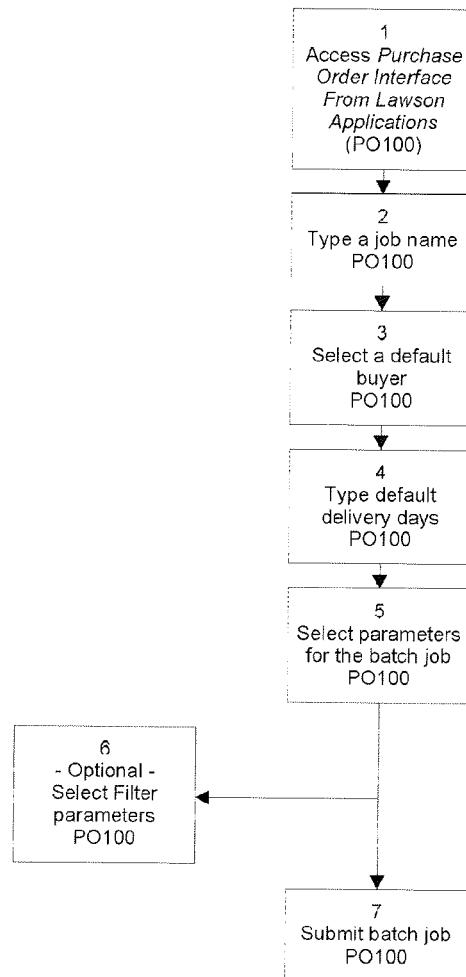 1
Access Purchase
Order Interface
From Lawson
Applications
(PO100)
2
Type a job name
PO100
3
Select a default
buyer
PO100
4
Type default
delivery days
PO100
5
Select parameters
for the batch job
PO100
6
- Optional -
Select Filter
parameters
PO100
7
Submit batch job
PO100